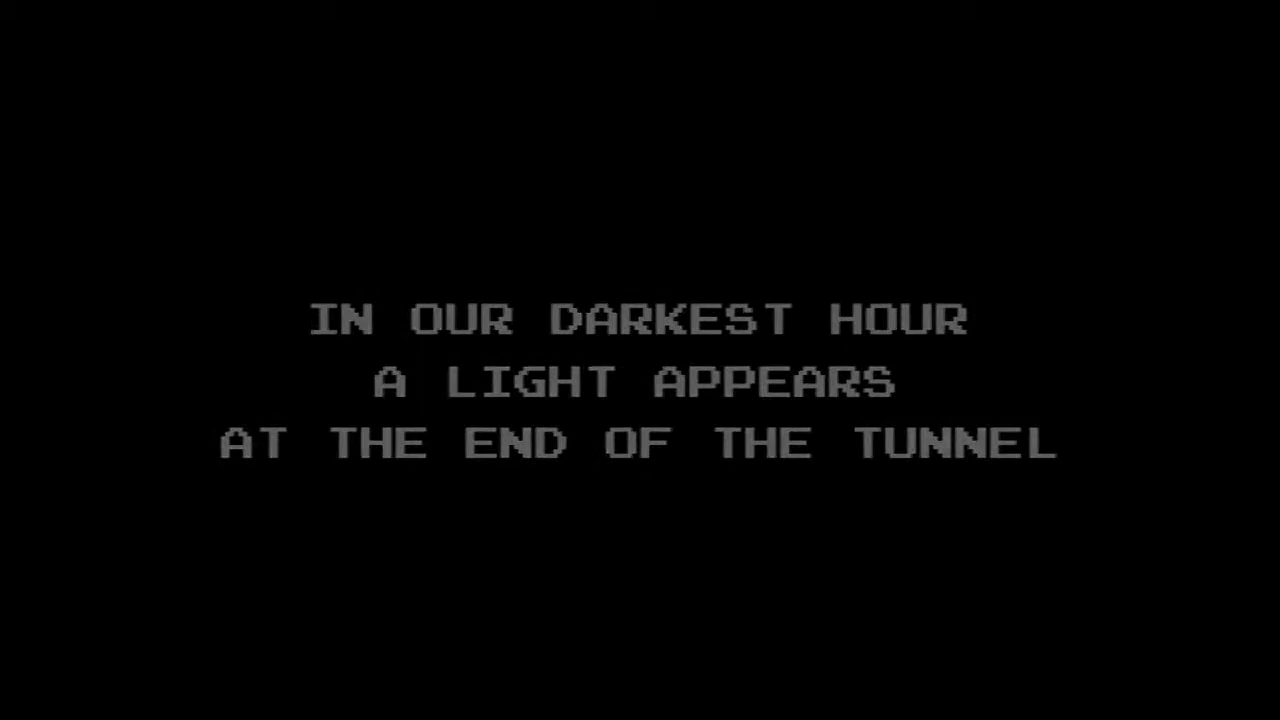 IN OUR DARKEST HOUR
A LIGHT APPEARS
AT THE END OF THE TUNNEL